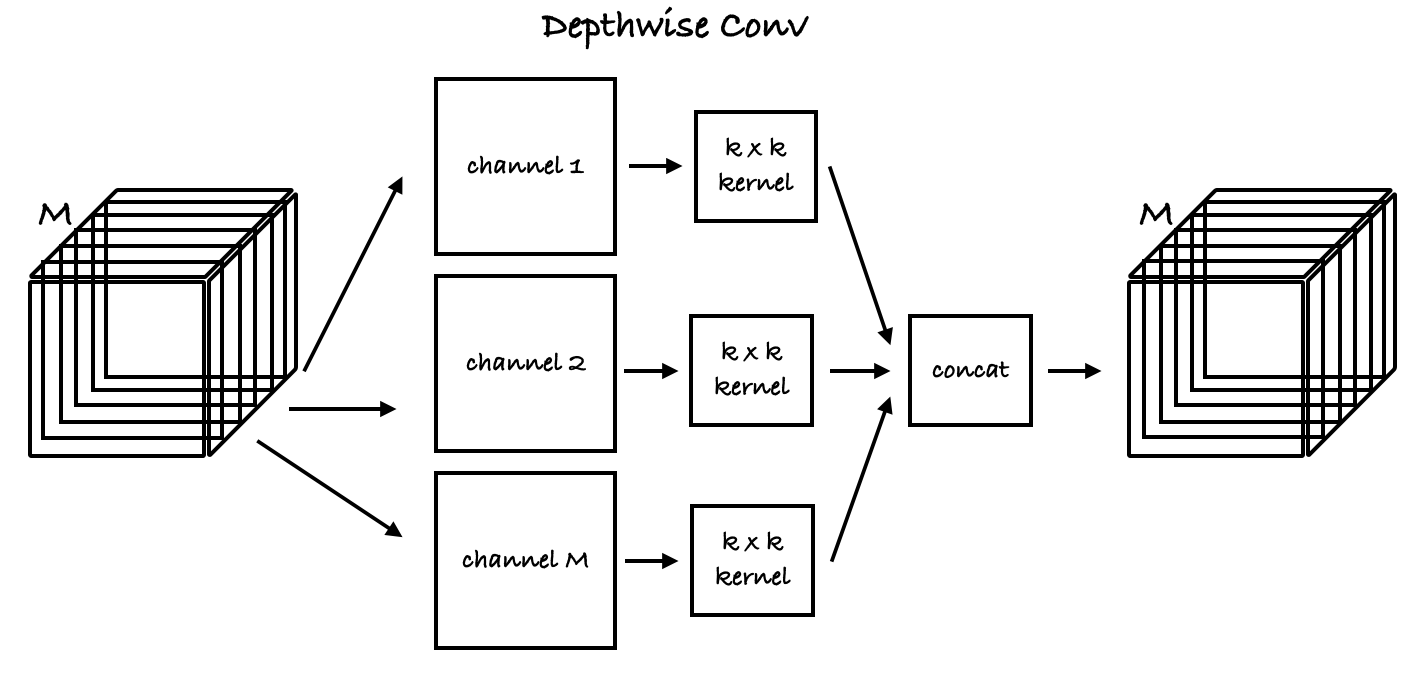 Depthwise Conv
M
channel 1
k x k
kernel
channel 2
k x k
kernel
channel M
k x k
kernel
concat
M